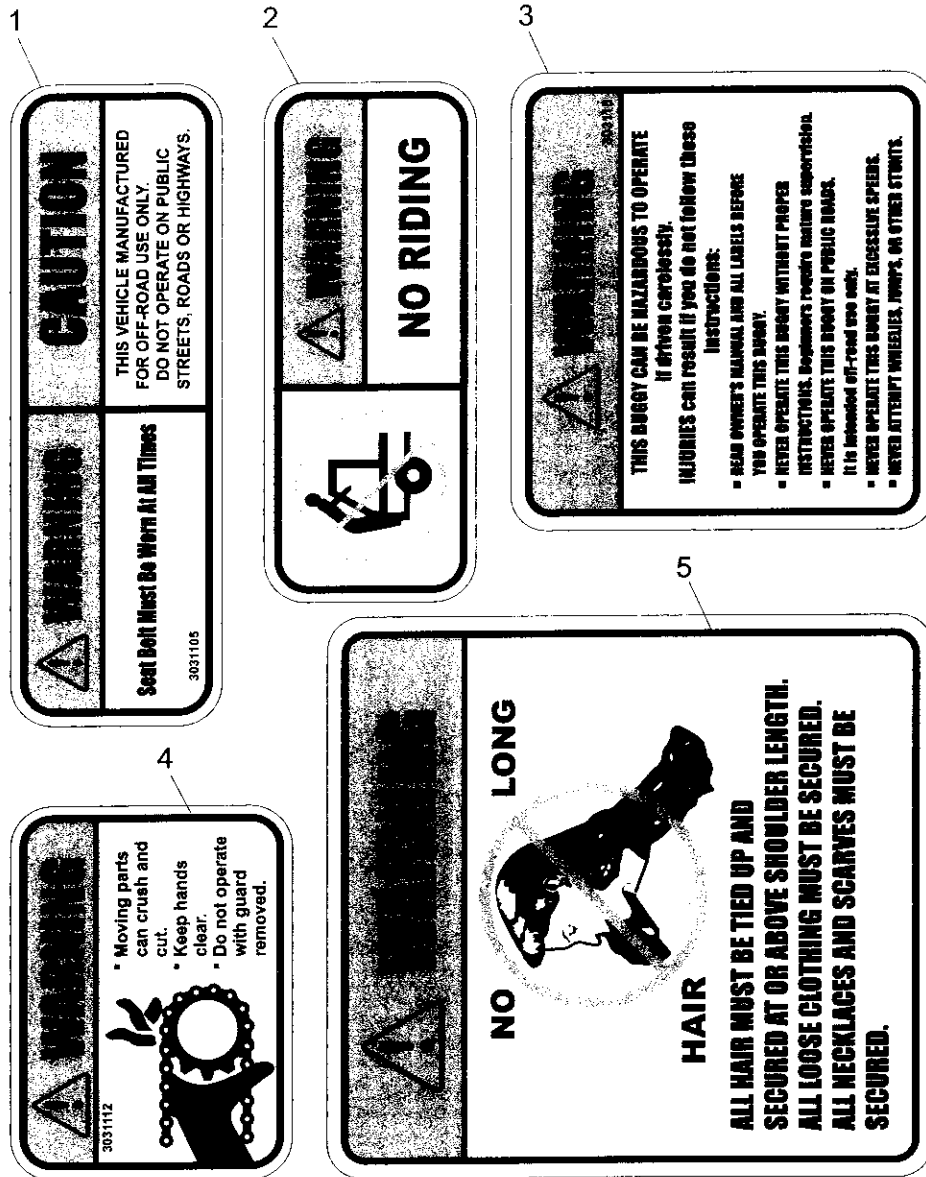 1
WARNING
Seat Belt Must Be Worn At All Times
3031105
CAUTION
THIS VEHICLE MANUFACTURED
FOR OFF-ROAD USE ONLY.
DO NOT OPERATE ON PUBLIC
STREETS, ROADS OR HIGHWAYS.
2
WARNING
NO RIDING
3
WARNING
THIS BUGGY CAN BE HAZARDOUS TO OPERATE
if driven carelessly.
INJURIES can result if you do not follow these
instructions:
▪ READ OWNER'S MANUAL AND ALL LABELS BEFORE
YOU OPERATE THIS BUGGY.
▪ NEVER OPERATE THIS BUGGY WITHOUT PROPER
INSTRUCTIONS. Beginners require mature supervision.
▪ NEVER OPERATE THIS BUGGY ON PUBLIC ROADS.
It is intended off-road use only.
▪ NEVER OPERATE THIS BUGGY AT EXCESSIVE SPEEDS.
▪ NEVER ATTEMPT WHEELIES, JUMPS, OR OTHER STUNTS.
4
WARNING
3031112
▪ Moving parts
can crush and
cut.
▪ Keep hands
clear.
▪ Do not operate
with guard
removed.
5
WARNING
NO LONG
HAIR
ALL HAIR MUST BE TIED UP AND
SECURED AT OR ABOVE SHOULDER LENGTH.
ALL LOOSE CLOTHING MUST BE SECURED.
ALL NECKLACES AND SCARVES MUST BE
SECURED.